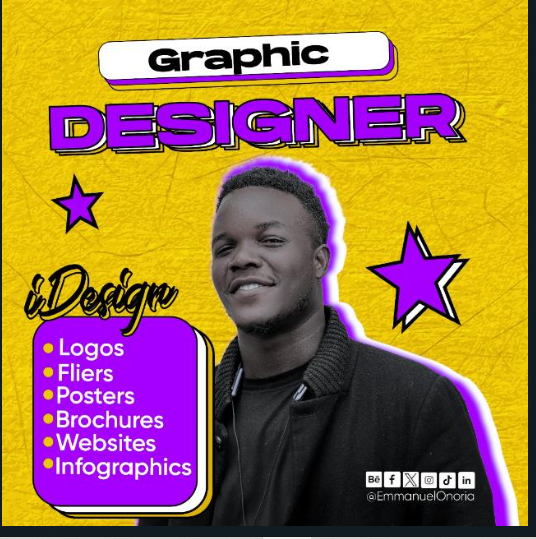 Graphic
DESIGNER
iDesign
Logos
Fliers
Posters
Brochures
Websites
Infographics
Bē f X in
@EmmanuelOnoria